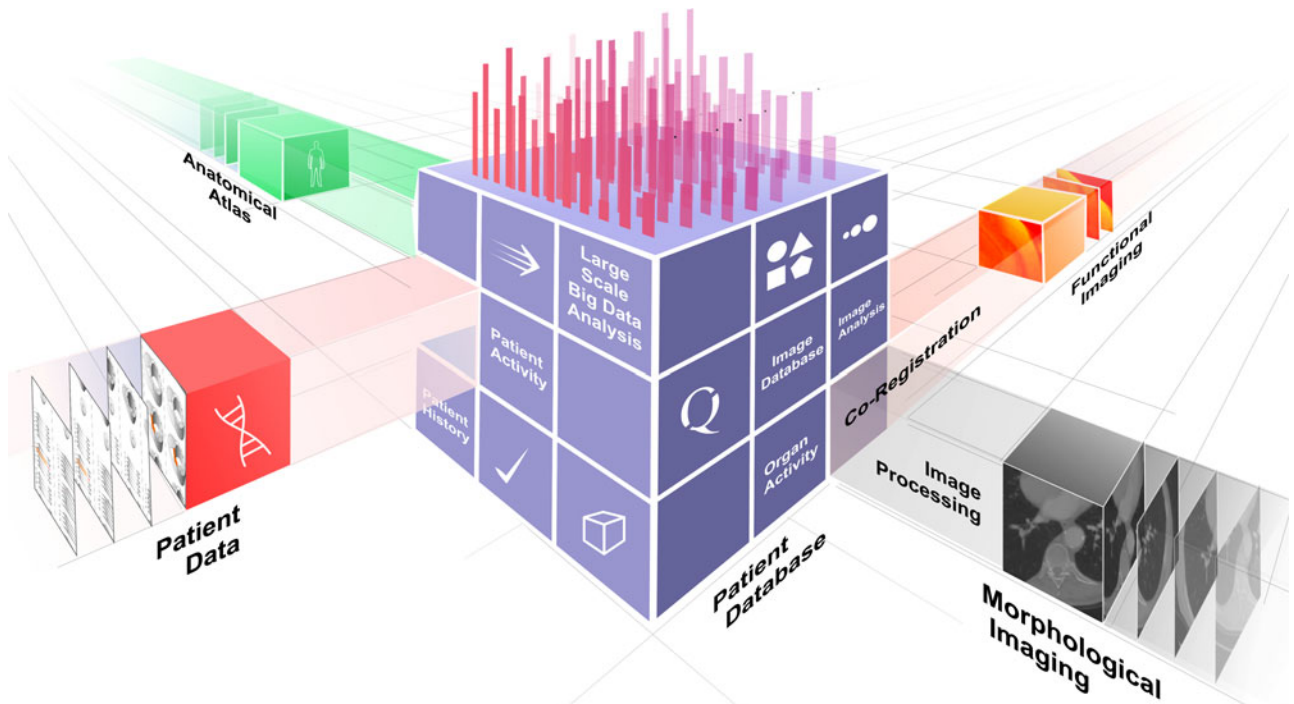 Anatomical
Atlas
Large
Scale
Big Data
Analysis
Patient
Activity
Patient
History
Image
Database
Image
Analysis
Q
Organ
Activity
Functional
Imaging
Co-Registration
Image
Processing
Patient
Data
Patient
Database
Morphological
Imaging